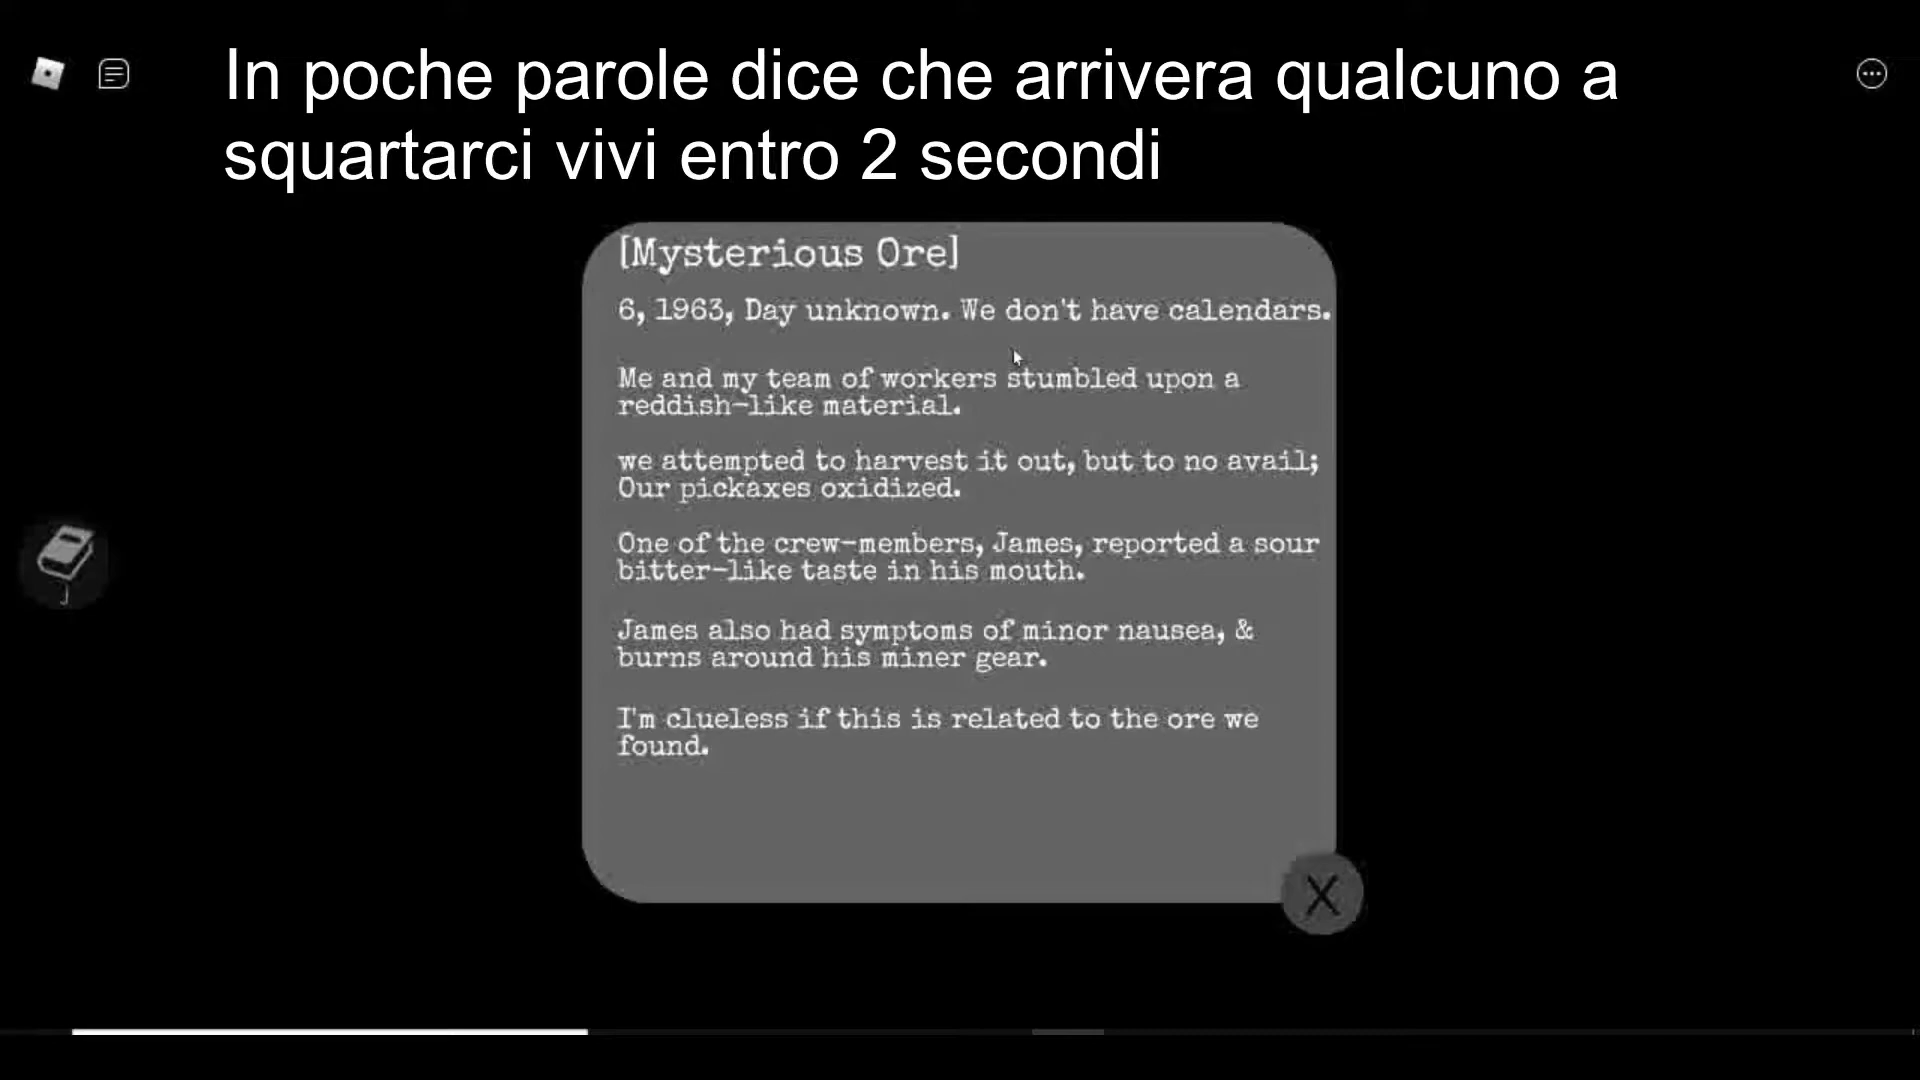 In poche parole dice che arrivera qualcuno a
squartarci vivi entro 2 secondi
[Mysterious Ore]
6, 1963, Day unknown. We don't have calendars.
Me and my team of workers stumbled upon a
reddish-like material.
we attempted to harvest it out, but to no avail;
Our pickaxes oxidized.
One of the crew-members, James, reported a sour
bitter-like taste in his mouth.
James also had symptoms of minor nausea, &
burns around his miner gear.
I'm clueless if this is related to the ore we
found.
J
X